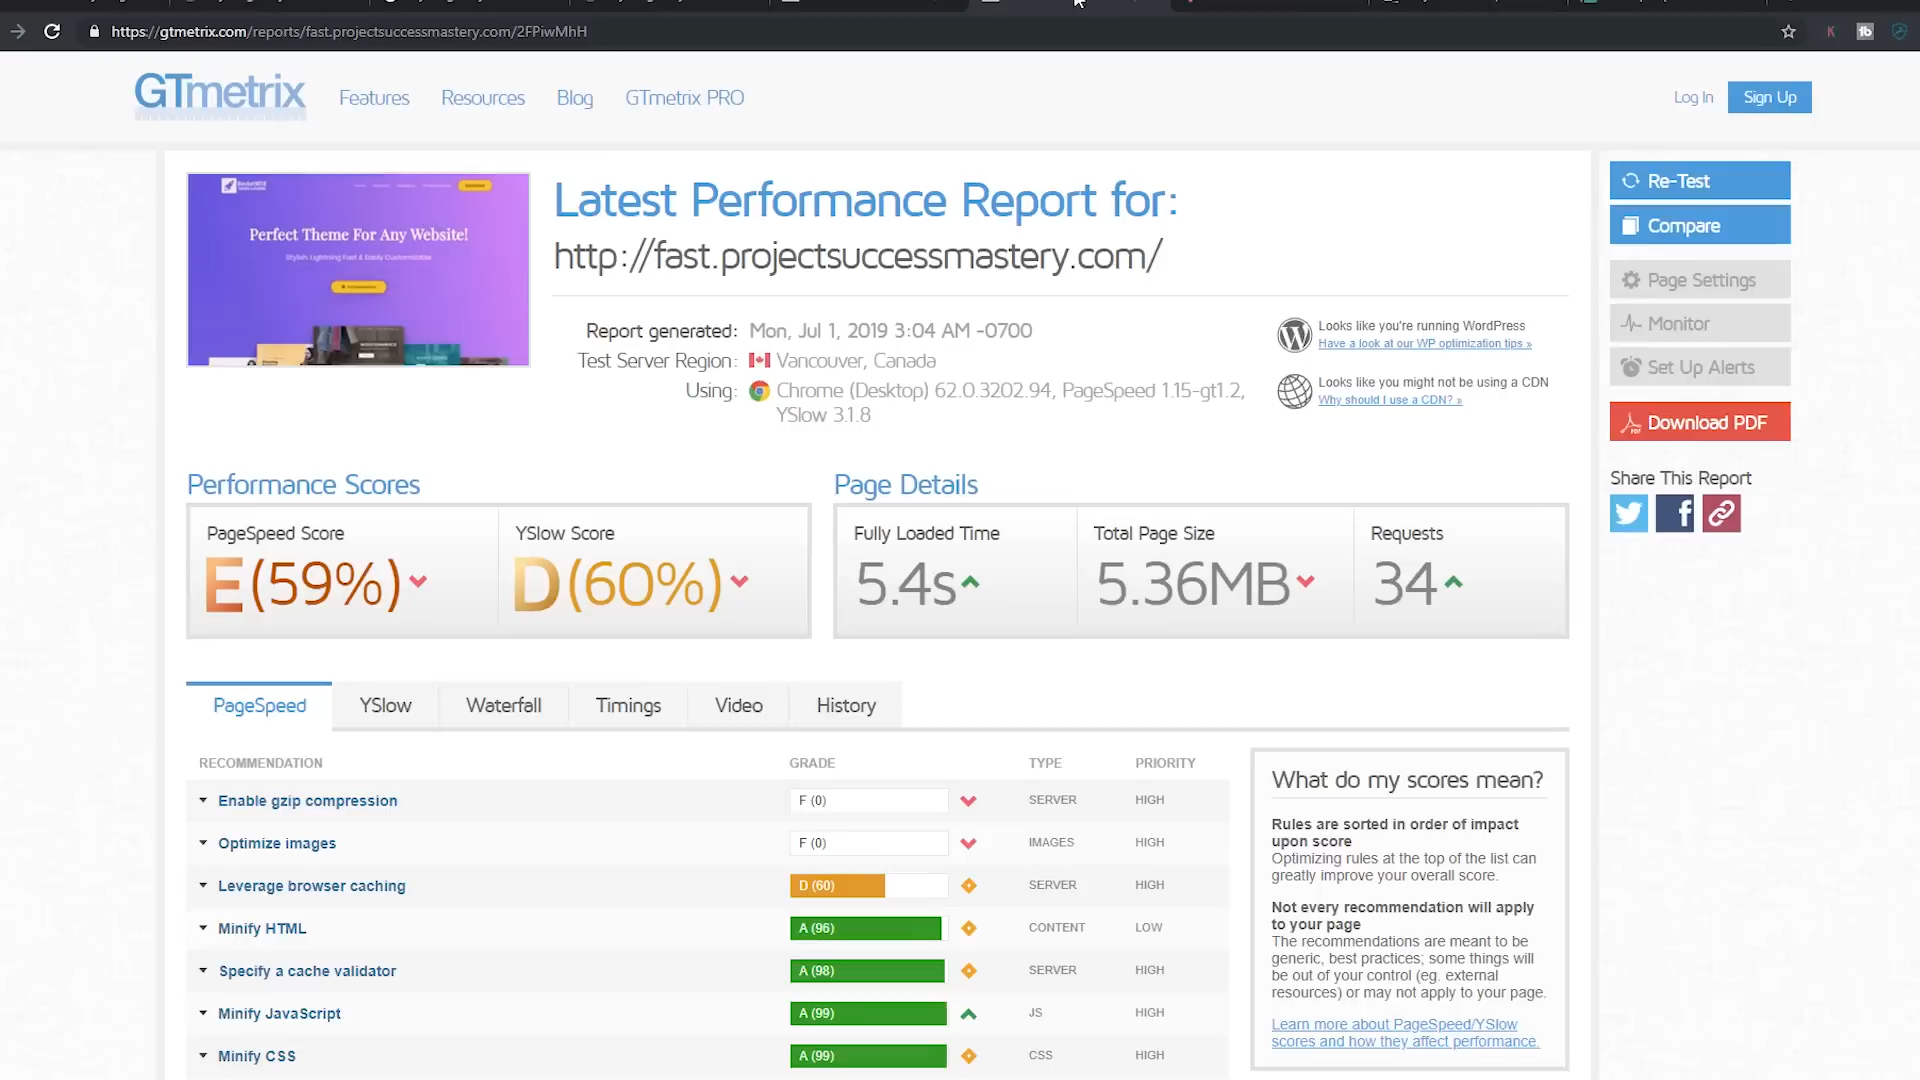 https://gtmetrix.com/reports/fast.projectsuccessmastery.com/2FPiwMhH
K
tb
GTmetrix
Features
Resources
Blog
GTmetrix PRO
Log In
Sign Up
Perfect Theme For Any Website!
Stylish, Lightning Fast & Easily Customizable
Latest Performance Report for:
http://fast.projectsuccessmastery.com/
Report generated: Mon, Jul 1, 2019 3:04 AM -0700
Test Server Region: Vancouver, Canada
Using: Chrome (Desktop) 62.0.3202.94, PageSpeed 1.15-gt1.2,
YSlow 3.1.8
Looks like you're running WordPress
Have a look at our WP optimization tips »
Looks like you might not be using a CDN
Why should I use a CDN? »
Re-Test
Compare
Page Settings
Monitor
Set Up Alerts
Download PDF
Share This Report
Performance Scores
PageSpeed Score
E(59%)
YSlow Score
D(60%)
Page Details
Fully Loaded Time
5.4s
Total Page Size
5.36MB
Requests
34
PageSpeed
YSlow
Waterfall
Timings
Video
History
RECOMMENDATION GRADE TYPE PRIORITY
Enable gzip compression F (0) SERVER HIGH
Optimize images F (0) IMAGES HIGH
Leverage browser caching D (60) SERVER HIGH
Minify HTML A (96) CONTENT LOW
Specify a cache validator A (98) SERVER HIGH
Minify JavaScript A (99) JS HIGH
Minify CSS A (99) CSS HIGH
What do my scores mean?
Rules are sorted in order of impact
upon score
Optimizing rules at the top of the list can
greatly improve your overall score.
Not every recommendation will apply
to your page
The recommendations are meant to be
generic, best practices; some things will
be out of your control (eg. external
resources) or may not apply to your page.
Learn more about PageSpeed/YSlow
scores and how they affect performance.